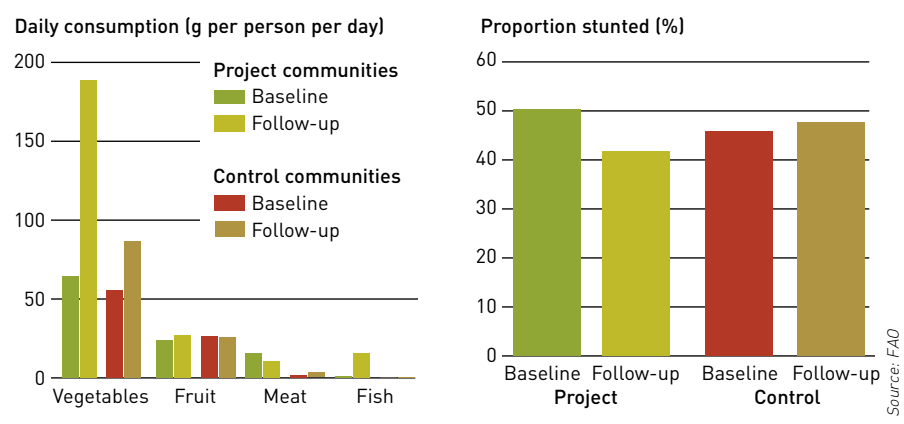 Daily consumption (g per person per day)
200
150
100
50
0
Project communities
Baseline
Follow-up
Control communities
Baseline
Follow-up
Vegetables Fruit Meat Fish
Proportion stunted (%)
60
50
40
30
20
10
0
Baseline Follow-up Baseline Follow-up
Project Control
Source: FAO